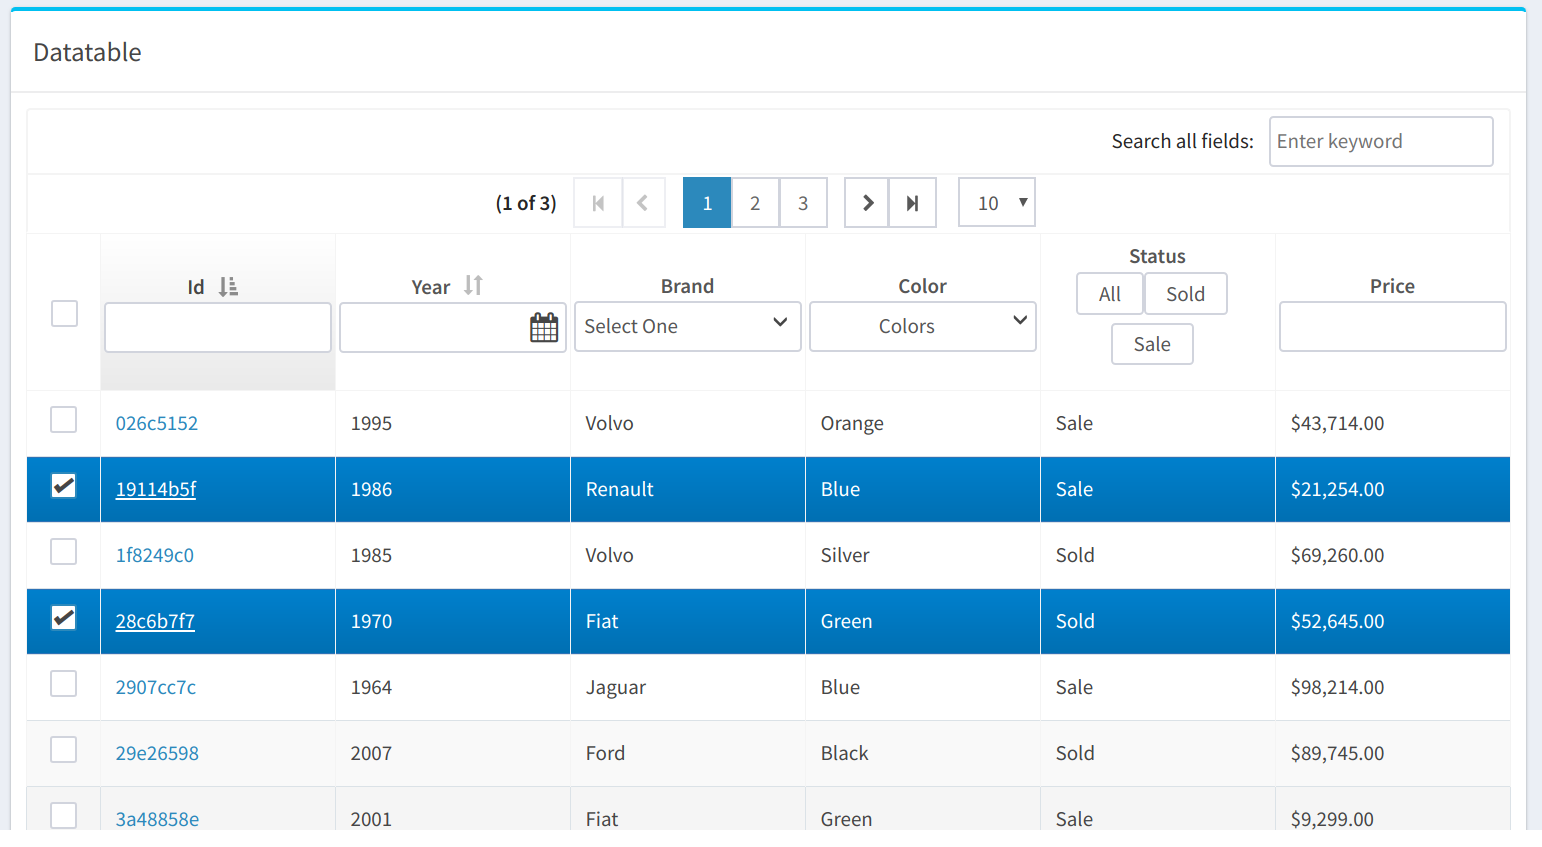 Datatable
Search all fields: Enter keyword
(1 of 3) 1 2 3 10
Id Year Brand Color Status Price
All Sold
Select One Colors
Sale
026c5152 1995 Volvo Orange Sale $43,714.00
19114b5f 1986 Renault Blue Sale $21,254.00
1f8249c0 1985 Volvo Silver Sold $69,260.00
28c6b7f7 1970 Fiat Green Sold $52,645.00
2907cc7c 1964 Jaguar Blue Sale $98,214.00
29e26598 2007 Ford Black Sold $89,745.00
3a48858e 2001 Fiat Green Sale $9,299.00